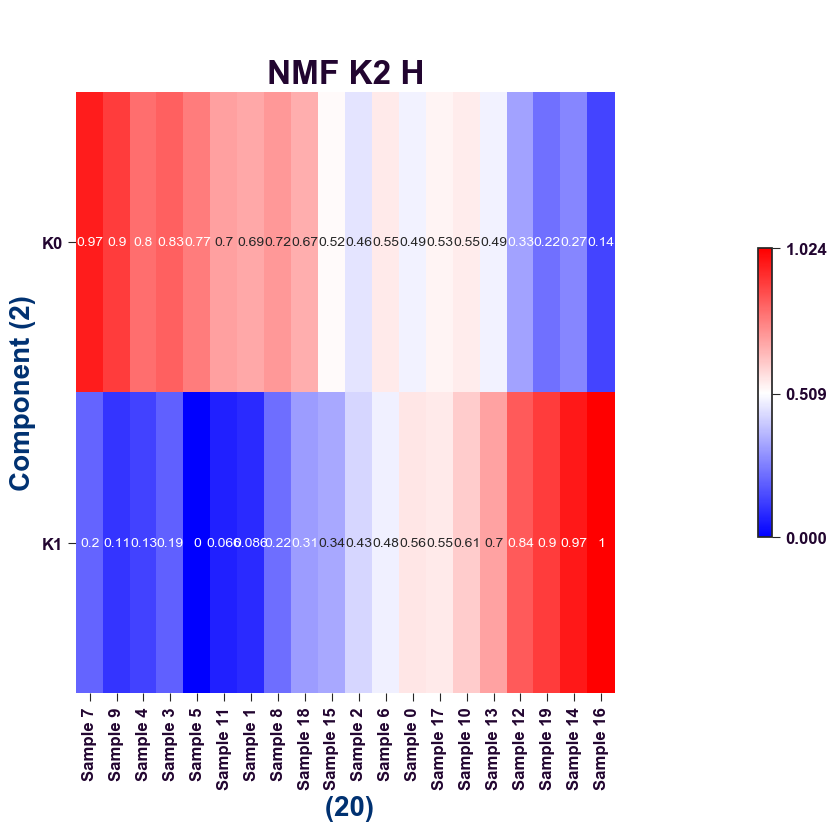 NMF K2 H
K0
0.97 0.9 0.8 0.83 0.77 0.7 0.69 0.72 0.67 0.52 0.46 0.55 0.49 0.53 0.55 0.49 0.33 0.22 0.27 0.14
K1
0.2 0.11 0.13 0.19 0 0.066 0.086 0.22 0.31 0.34 0.43 0.48 0.56 0.55 0.61 0.7 0.84 0.9 0.97 1
Component (2)
1.024
0.509
0.000
Sample 7
Sample 9
Sample 4
Sample 3
Sample 5
Sample 11
Sample 1
Sample 8
Sample 18
Sample 15
Sample 2
Sample 6
Sample 0
Sample 17
Sample 10
Sample 13
Sample 12
Sample 19
Sample 14
Sample 16
(20)